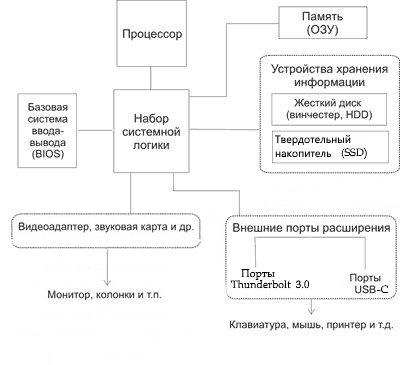 Процессор
Память
(ОЗУ)
Устройства хранения
информации
Жесткий диск
(винчестер, HDD)
Твердотельный
накопитель (SSD)
Базовая
система
ввода-
вывода
(BIOS)
Набор
системной
логики
Видеоадаптер, звуковая карта и др.
Монитор, колонки и т.п.
Внешние порты расширения
Порты
Thunderbolt 3.0
Порты
USB-C
Клавиатура, мышь, принтер и т.д.